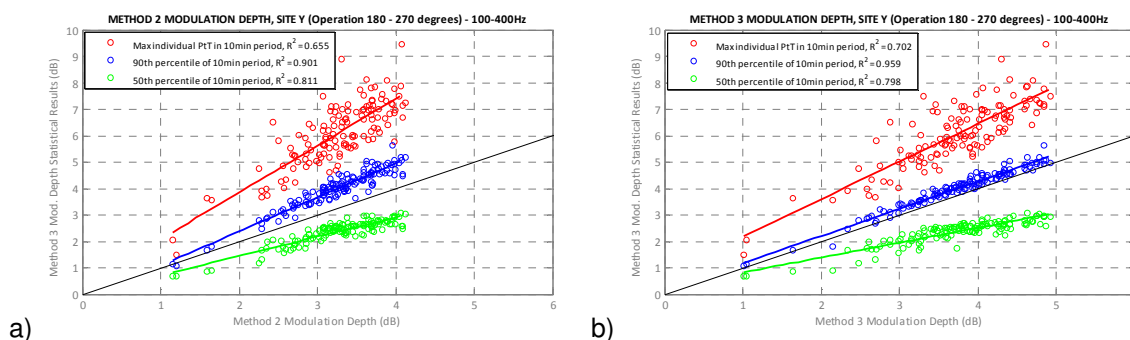 METHOD 2 MODULATION DEPTH, SITE Y (Operation 180 - 270 degrees) - 100-400Hz
10
9
8
7
6
5
4
3
2
1
0
Method 3 Mod. Depth Statistical Results (dB)
Max individual PtT in 10min period, R² = 0.655
90th percentile of 10min period, R² = 0.901
50th percentile of 10min period, R² = 0.811
0 1 2 3 4 5 6
Method 2 Modulation Depth (dB)
a)
METHOD 3 MODULATION DEPTH, SITE Y (Operation 180 - 270 degrees) - 100-400Hz
10
9
8
7
6
5
4
3
2
1
0
Method 3 Mod. Depth Statistical Results (dB)
Max individual PtT in 10min period, R² = 0.702
90th percentile of 10min period, R² = 0.959
50th percentile of 10min period, R² = 0.798
0 1 2 3 4 5
Method 3 Modulation Depth (dB)
b)